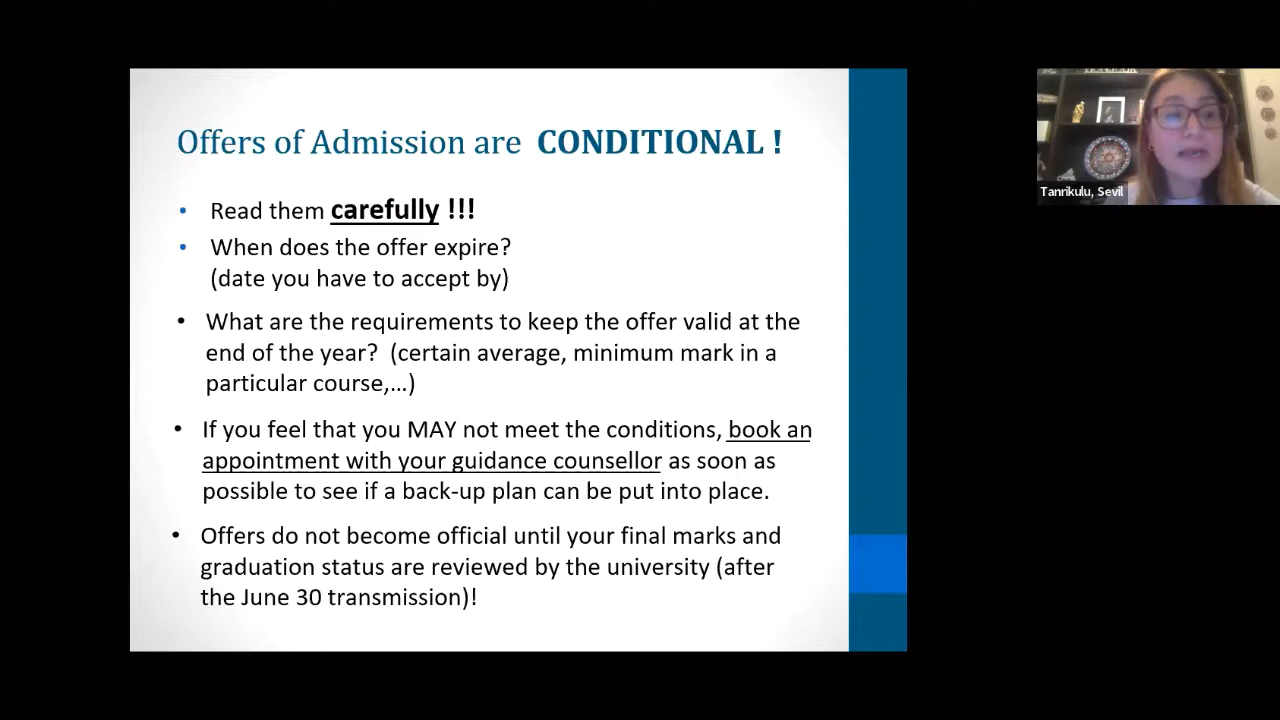 Offers of Admission are CONDITIONAL !
• Read them carefully !!!
• When does the offer expire?
(date you have to accept by)
• What are the requirements to keep the offer valid at the
end of the year? (certain average, minimum mark in a
particular course,...)
• If you feel that you MAY not meet the conditions, book an
appointment with your guidance counsellor as soon as
possible to see if a back-up plan can be put into place.
• Offers do not become official until your final marks and
graduation status are reviewed by the university (after
the June 30 transmission)!
Tanrikulu, Sevil